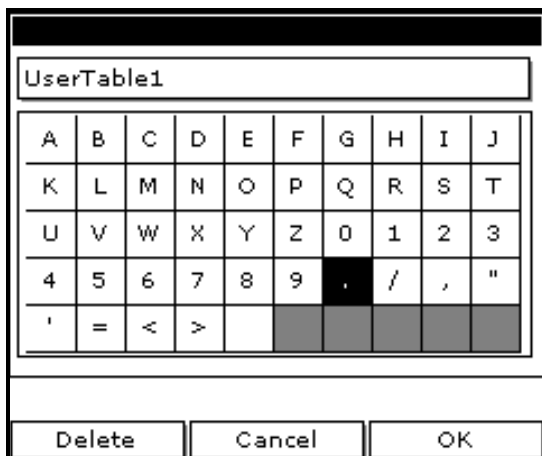 UserTable1
A B C D E F G H I J
K L M N O P Q R S T
U V W X Y Z 0 1 2 3
4 5 6 7 8 9 . / , "
' = < >
Delete Cancel OK